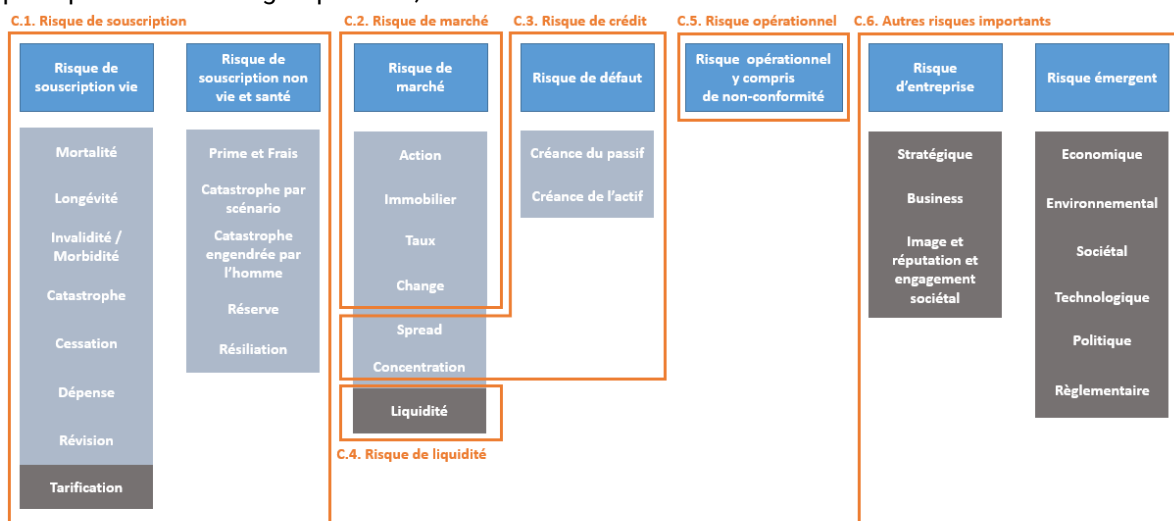 C.1. Risque de souscription
C.2. Risque de marché
C.3. Risque de crédit
C.5. Risque opérationnel
C.6. Autres risques importants
Risque de
souscription vie
Mortalité
Longévité
Invalidité /
Morbidité
Catastrophe
Cessation
Dépense
Révision
Tarification
Risque de
souscription non
vie et santé
Prime et Frais
Catastrophe par
scénario
Catastrophe
engendrée par
l'homme
Réserve
Résiliation
Risque de
marché
Action
Immobilier
Taux
Change
Spread
Concentration
Liquidité
C.4. Risque de liquidité
Risque de défaut
Créance du passif
Créance de l'actif
Risque opérationnel
y compris
de non-conformité
Risque
d'entreprise
Stratégique
Business
Image et
réputation et
engagement
sociétal
Risque émergent
Economique
Environnemental
Sociétal
Technologique
Politique
Règlementaire